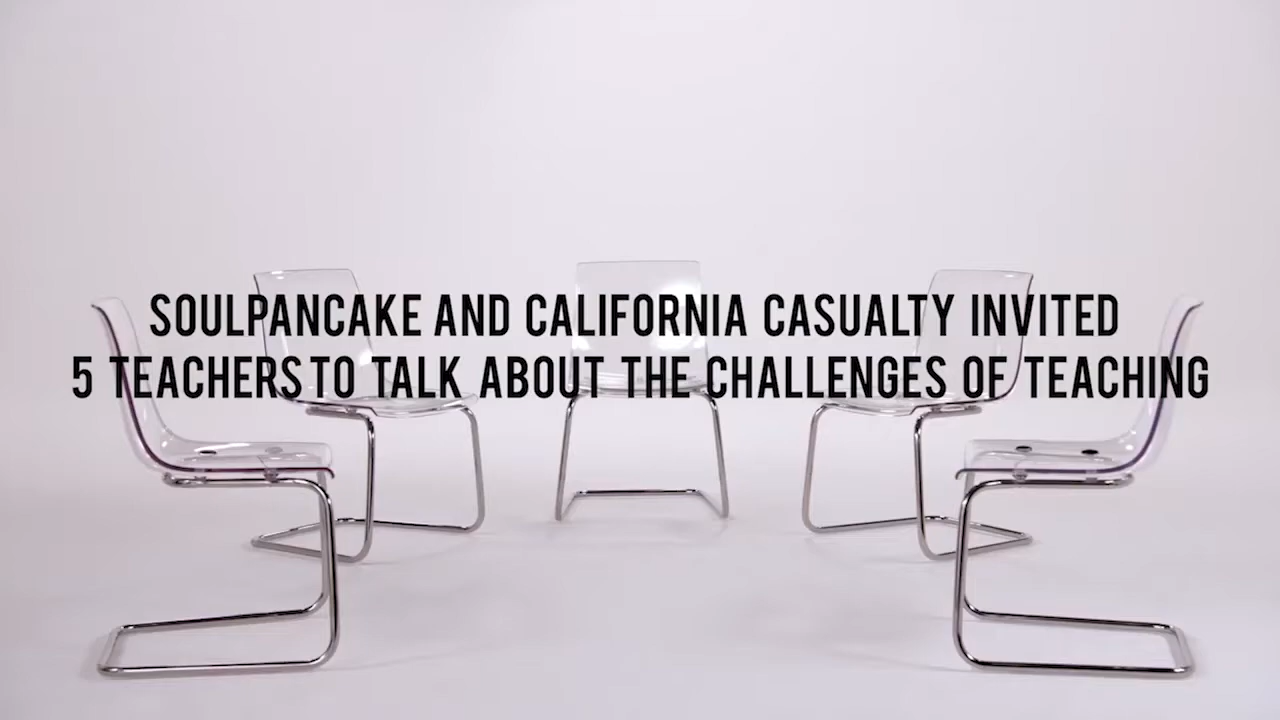 SOULPANCAKE AND CALIFORNIA CASUALTY INVITED
5 TEACHERS TO TALK ABOUT THE CHALLENGES OF TEACHING